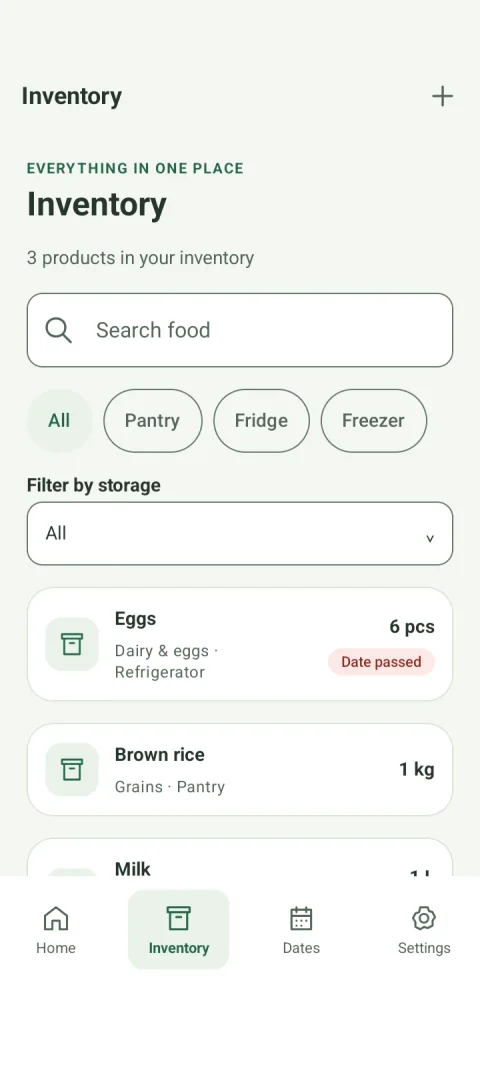 Inventory
EVERYTHING IN ONE PLACE
Inventory
3 products in your inventory
Search food
All Pantry Fridge Freezer
Filter by storage
All
Eggs
6 pcs
Dairy & eggs ·
Refrigerator
Date passed
Brown rice
1 kg
Grains · Pantry
Milk
Home Inventory Dates Settings